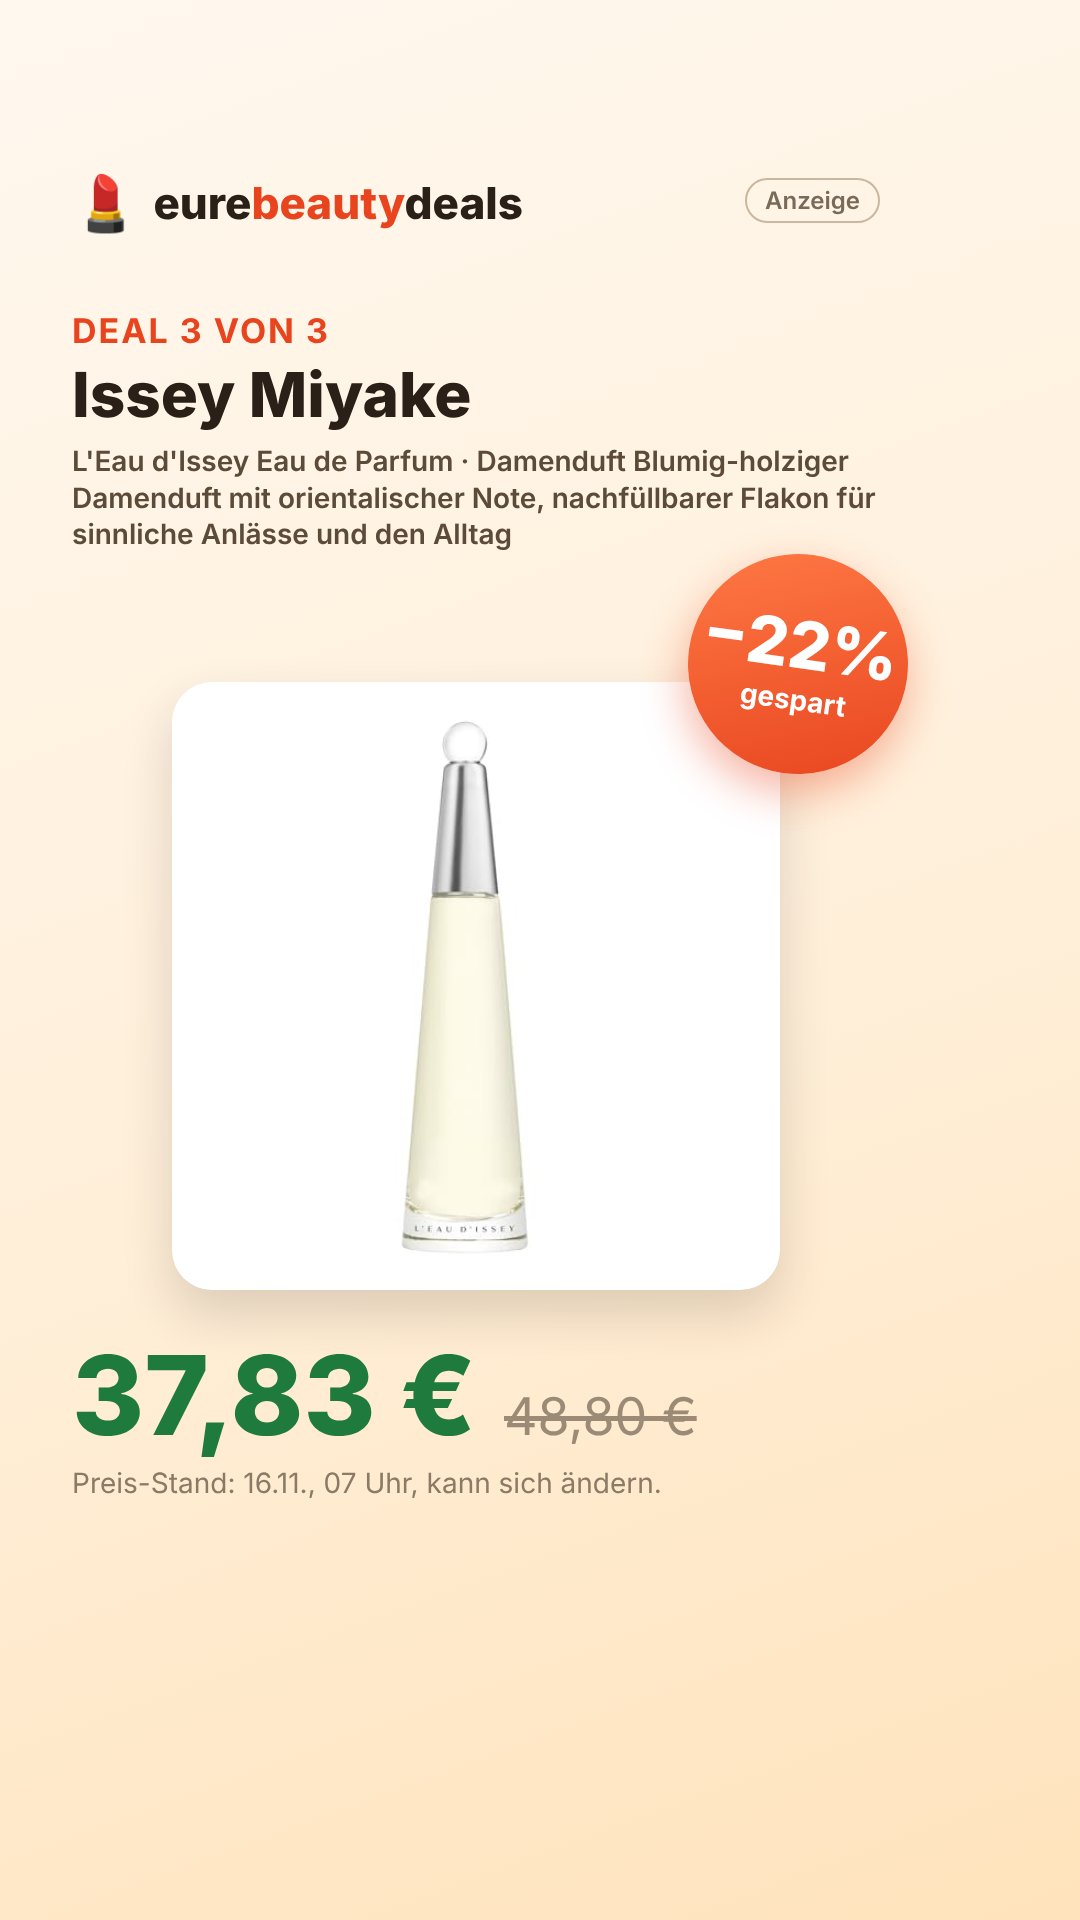 eurebeautydeals
Anzeige
DEAL 3 VON 3
Issey Miyake
L'Eau d'Issey Eau de Parfum · Damenduft Blumig-holziger
Damenduft mit orientalischer Note, nachfüllbarer Flakon für
sinnliche Anlässe und den Alltag
−22%
gespart
L'EAU D'ISSEY
37,83 € 48,80 €
Preis-Stand: 16.11., 07 Uhr, kann sich ändern.